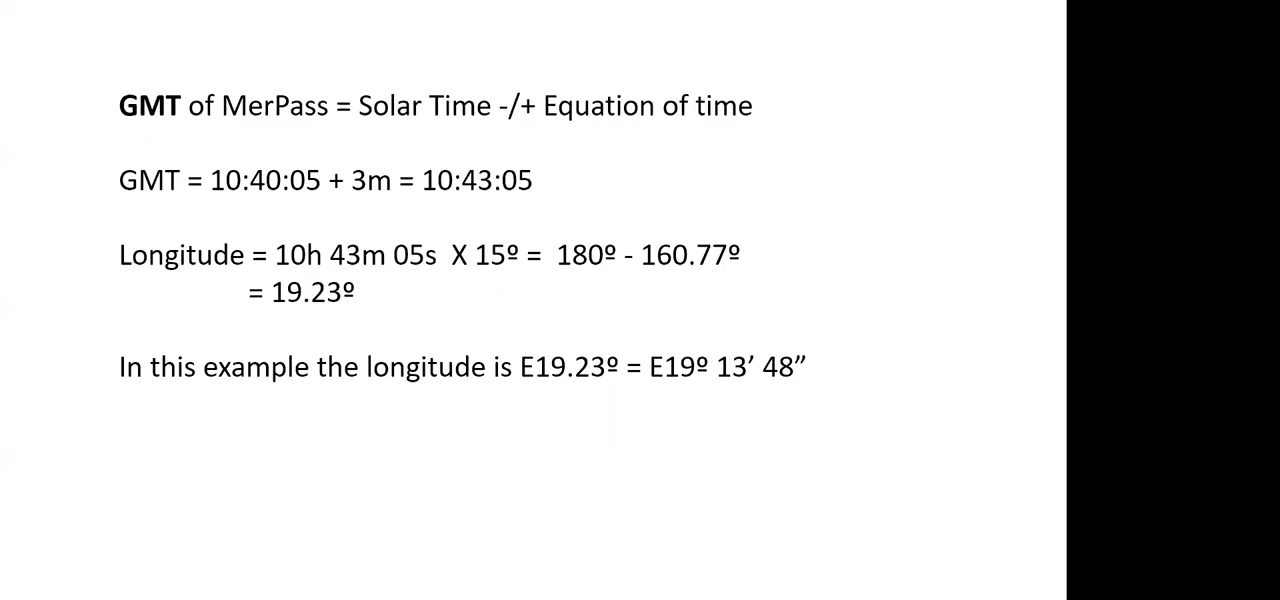 GMT of MerPass = Solar Time -/+ Equation of time
GMT = 10:40:05 + 3m = 10:43:05
Longitude = 10h 43m 05s  X 15º =  180º - 160.77º
= 19.23º
In this example the longitude is E19.23º = E19º 13’ 48”